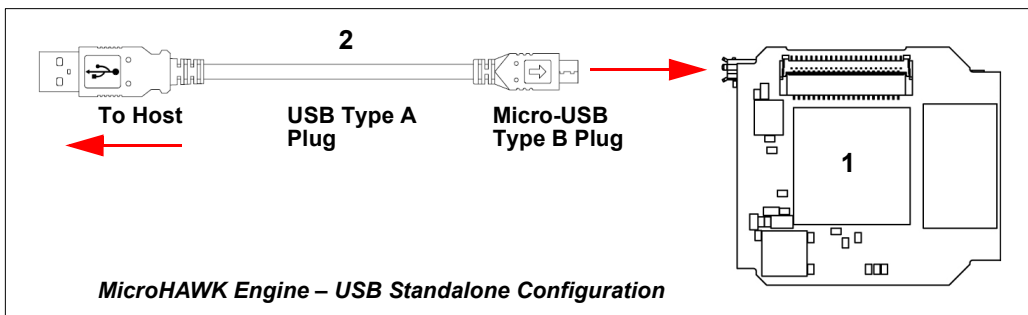 2
To Host
USB Type A
Plug
Micro-USB
Type B Plug
1
MicroHAWK Engine – USB Standalone Configuration